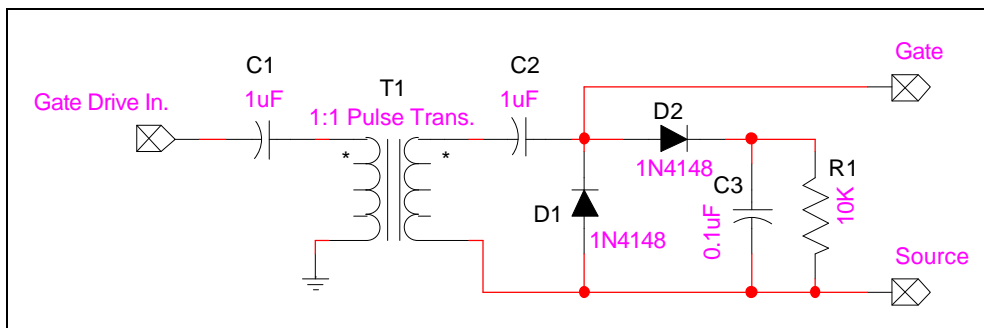 Gate
C1
1uF
Gate Drive In.
T1
1:1 Pulse Trans.
*
*
C2
1uF
D2
1N4148
D1
1N4148
C3
0.1uF
R1
10K
Source